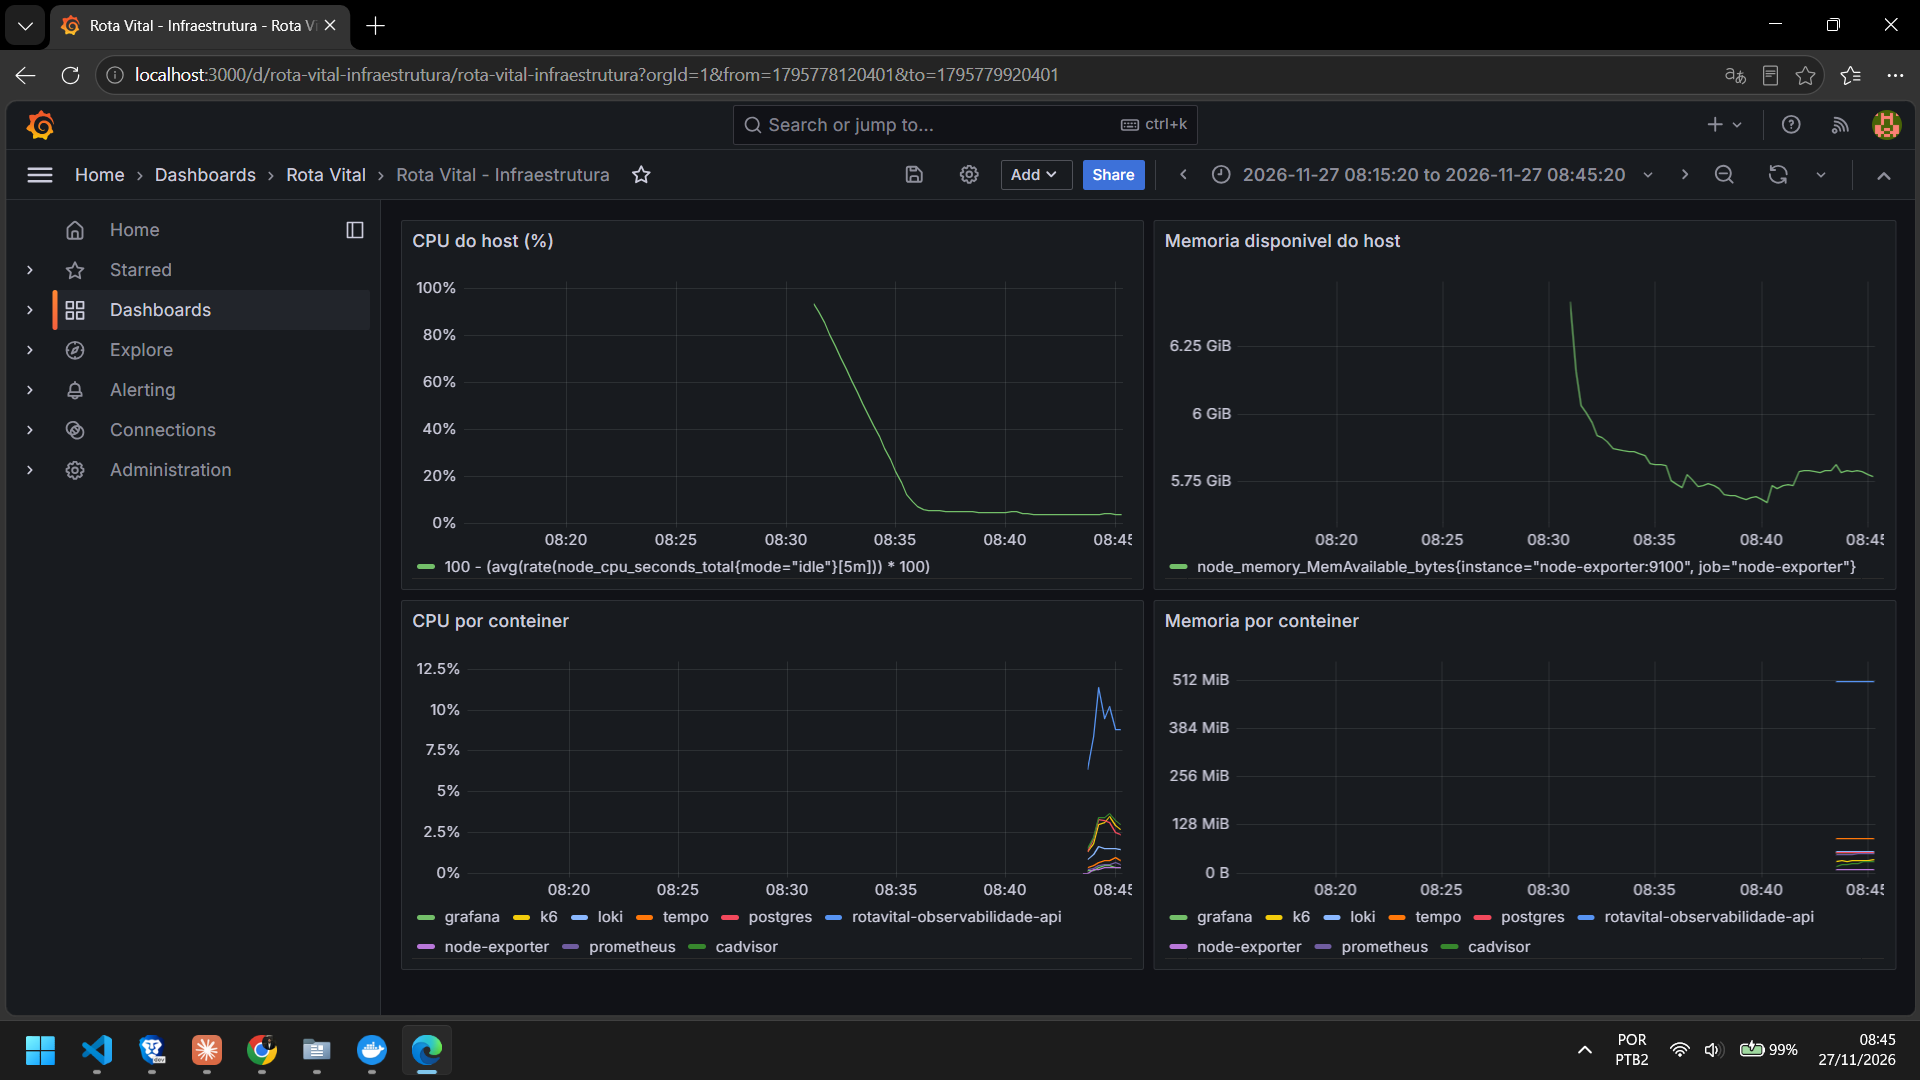 Rota Vital - Infraestrutura - Rota Vi
localhost:3000/d/rota-vital-infraestrutura/rota-vital-infraestrutura?orgId=1&from=1795778120401&to=1795779920401
Search or jump to...
ctrl+k
Home
Dashboards
Rota Vital
Rota Vital - Infraestrutura
Add
Share
2026-11-27 08:15:20 to 2026-11-27 08:45:20
Home
Starred
Dashboards
Explore
Alerting
Connections
Administration
CPU do host (%)
100%
80%
60%
40%
20%
0%
08:20 08:25 08:30 08:35 08:40 08:45
100 - (avg(rate(node_cpu_seconds_total{mode="idle"}[5m])) * 100)
Memoria disponivel do host
6.25 GiB
6 GiB
5.75 GiB
08:20 08:25 08:30 08:35 08:40 08:45
node_memory_MemAvailable_bytes{instance="node-exporter:9100", job="node-exporter"}
CPU por conteiner
12.5%
10%
7.5%
5%
2.5%
0%
08:20 08:25 08:30 08:35 08:40 08:45
grafana k6 loki tempo postgres rotavital-observabilidade-api
node-exporter prometheus cadvisor
Memoria por conteiner
512 MiB
384 MiB
256 MiB
128 MiB
0 B
08:20 08:25 08:30 08:35 08:40 08:45
grafana k6 loki tempo postgres rotavital-observabilidade-api
node-exporter prometheus cadvisor
dev
POR
PTB2
99%
08:45
27/11/2026